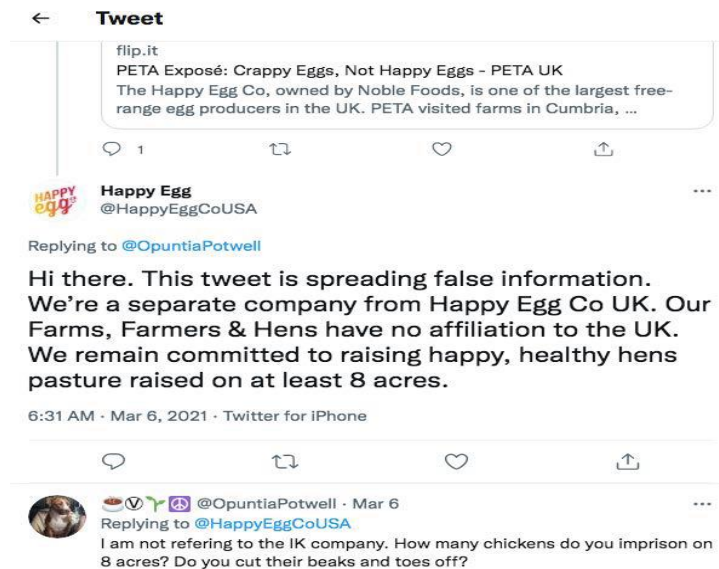 Tweet
flip.it
PETA Exposé: Crappy Eggs, Not Happy Eggs - PETA UK
The Happy Egg Co, owned by Noble Foods, is one of the largest free-
range egg producers in the UK. PETA visited farms in Cumbria, ...
1
HAPPY
egg
Happy Egg
@HappyEggCoUSA
Replying to @OpuntiaPotwell
Hi there. This tweet is spreading false information.
We're a separate company from Happy Egg Co UK. Our
Farms, Farmers & Hens have no affiliation to the UK.
We remain committed to raising happy, healthy hens
pasture raised on at least 8 acres.
6:31 AM · Mar 6, 2021 · Twitter for iPhone
@OpuntiaPotwell · Mar 6
Replying to @HappyEggCoUSA
I am not refering to the IK company. How many chickens do you imprison on
8 acres? Do you cut their beaks and toes off?